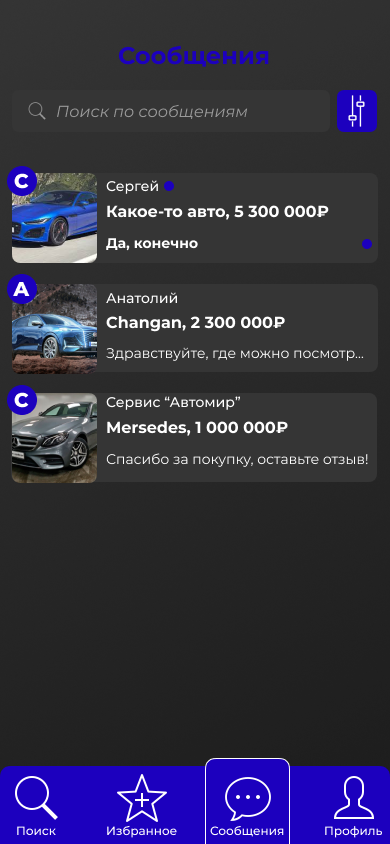 Сообщения
Поиск по сообщениям
С
Сергей
Какое-то авто, 5 300 000₽
Да, конечно
А
Анатолий
Changan, 2 300 000₽
Здравствуйте, где можно посмотр...
С
Сервис “Автомир”
Mersedes, 1 000 000₽
Спасибо за покупку, оставьте отзыв!
Поиск
Избранное
Сообщения
Профиль